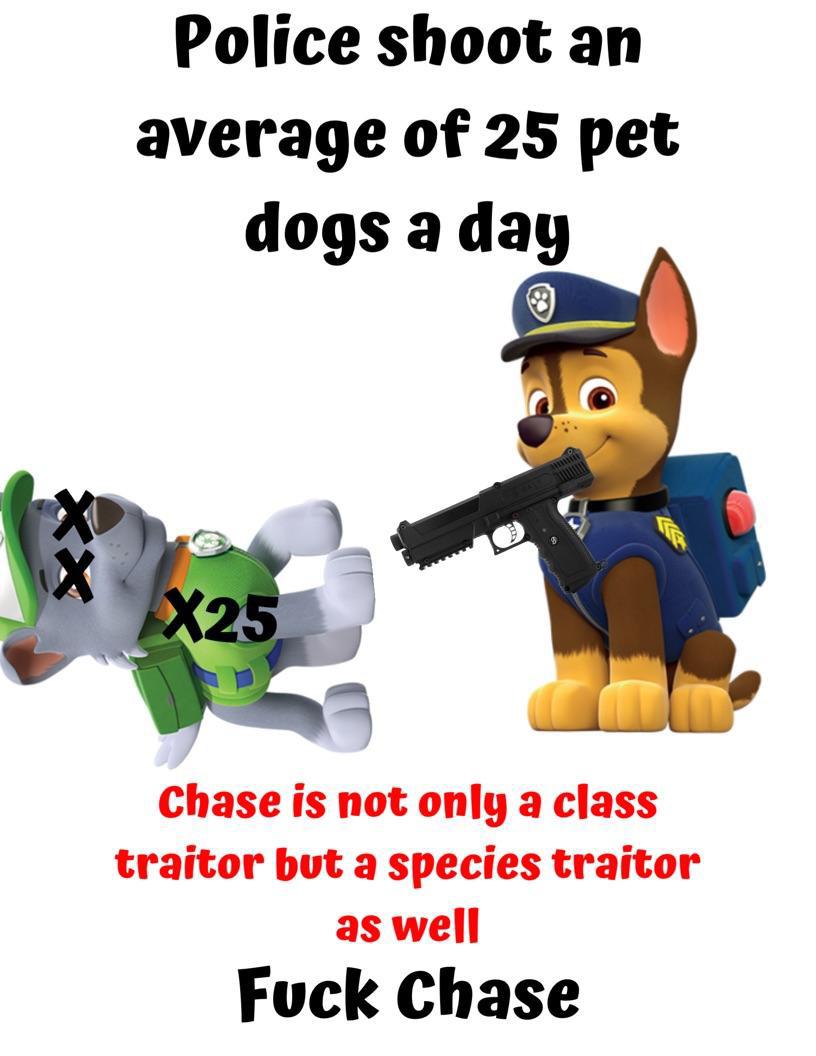 Police shoot an
average of 25 pet
dogs a day
X
X
X25
Chase is not only a class
traitor but a species traitor
as well
Fuck Chase